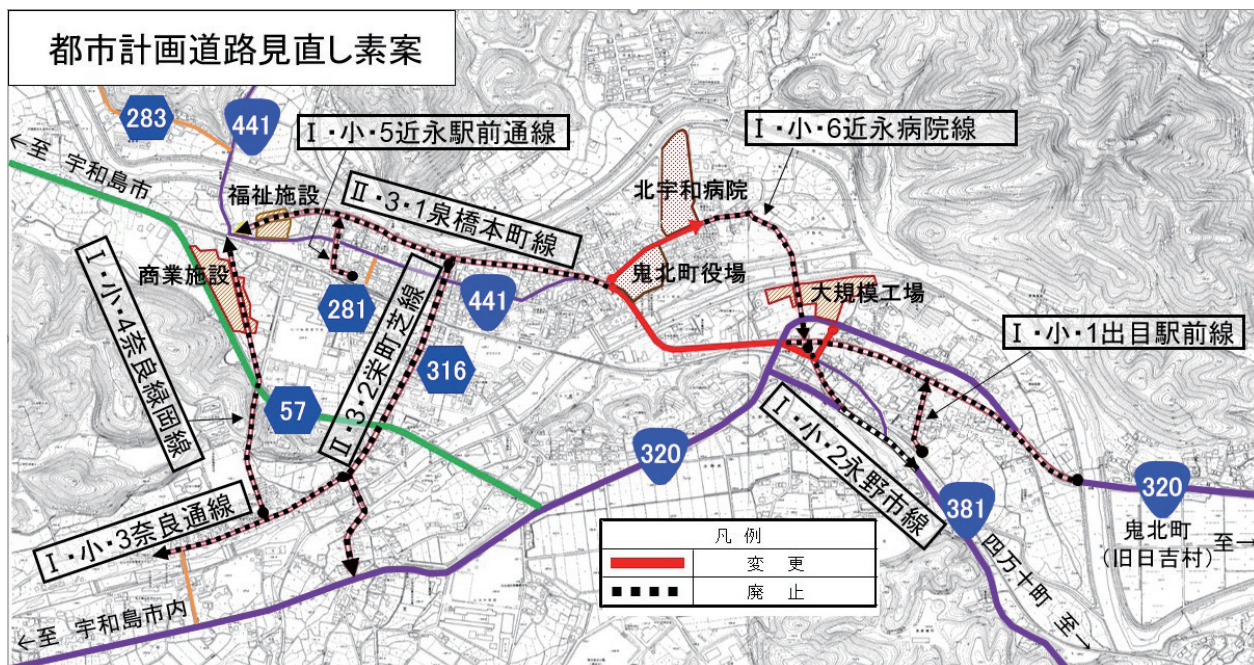 都市計画道路見直し素案
283
441
Ⅰ・小・5近永駅前通線
Ⅰ・小・6近永病院線
←至 宇和島市
福祉施設
Ⅱ・3・1泉橋本町線
北宇和病院
商業施設
鬼北町役場
大規模工場
281
441
Ⅰ・小・1出目駅前線
Ⅰ・小・4奈良緑岡線
57
Ⅱ・3・2栄町芝線
316
320
Ⅰ・小・2永野市線
381
320
鬼北町
(旧日吉村)
至→
Ⅰ・小・3奈良通線
←至 宇和島市内
四万十町 至→
凡 例
変 更
廃 止